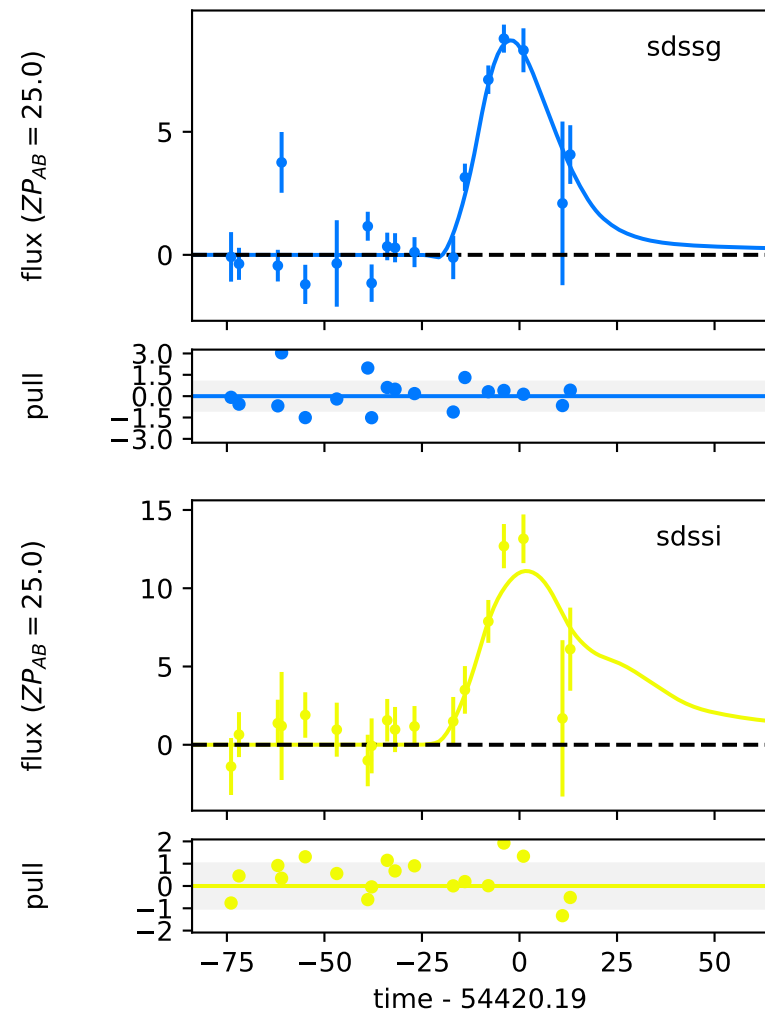 sdssg
flux (ZP_AB = 25.0)
5
0
pull
3.0
1.5
0.0
−1.5
−3.0
sdssi
flux (ZP_AB = 25.0)
15
10
5
0
pull
2
1
0
−1
−2
−75 −50 −25 0 25 50
time - 54420.19